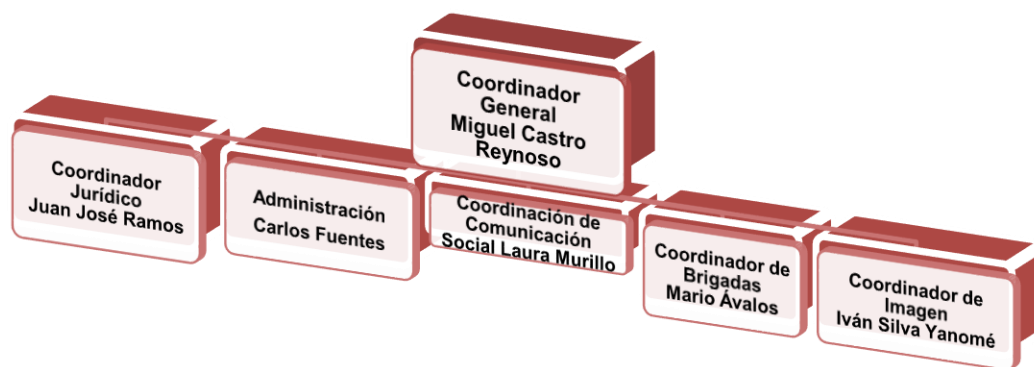 Coordinador
General
Miguel Castro
Reynoso
Coordinador
Jurídico
Juan José Ramos
Administración
Carlos Fuentes
Coordinación de
Comunicación
Social Laura Murillo
Coordinador de
Brigadas
Mario Ávalos
Coordinador de
Imagen
Iván Silva Yanomé